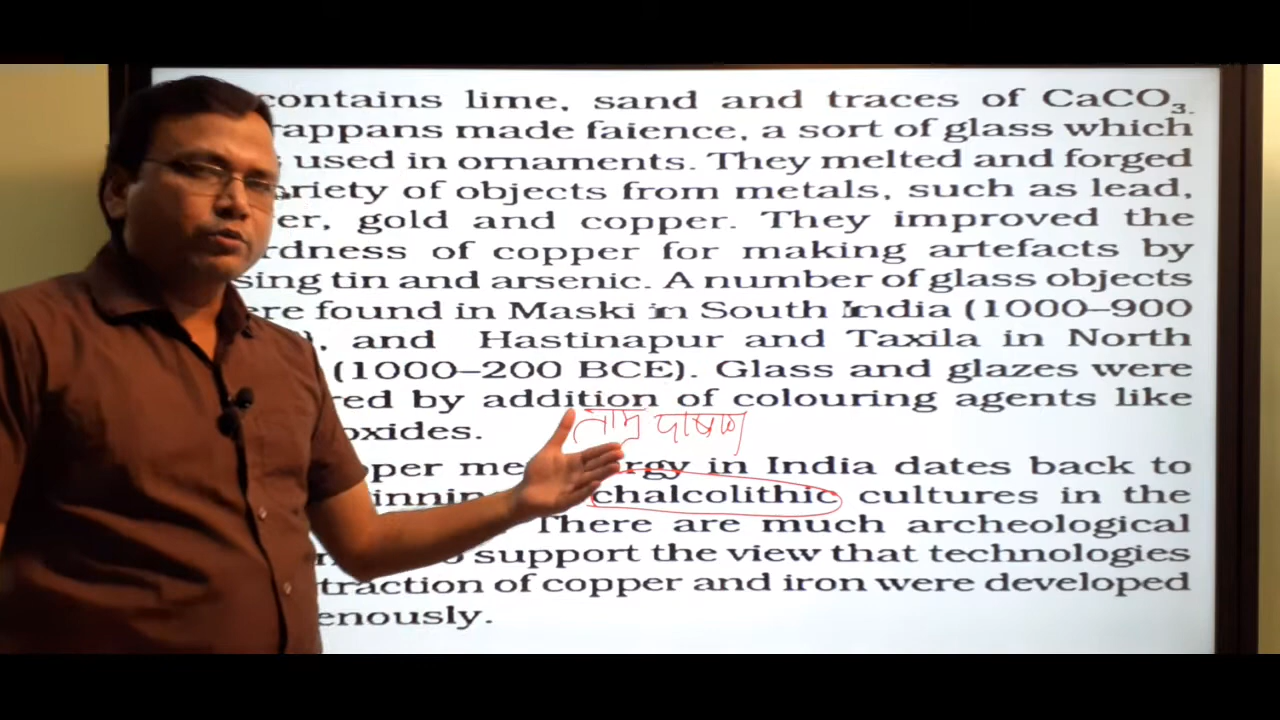 contains lime, sand and traces of CaCO₃.
rappans made faience, a sort of glass which
used in ornaments. They melted and forged
ariety of objects from metals, such as lead,
er, gold and copper. They improved the
rdness of copper for making artefacts by
sing tin and arsenic. A number of glass objects
ere found in Maski in South India (1000–900
), and Hastinapur and Taxila in North
(1000–200 BCE). Glass and glazes were
red by addition of colouring agents like
oxides.
ताम्र पाषाण
per me rgy in India dates back to
innin chalcolithic cultures in the
There are much archeological
o support the view that technologies
traction of copper and iron were developed
enously.